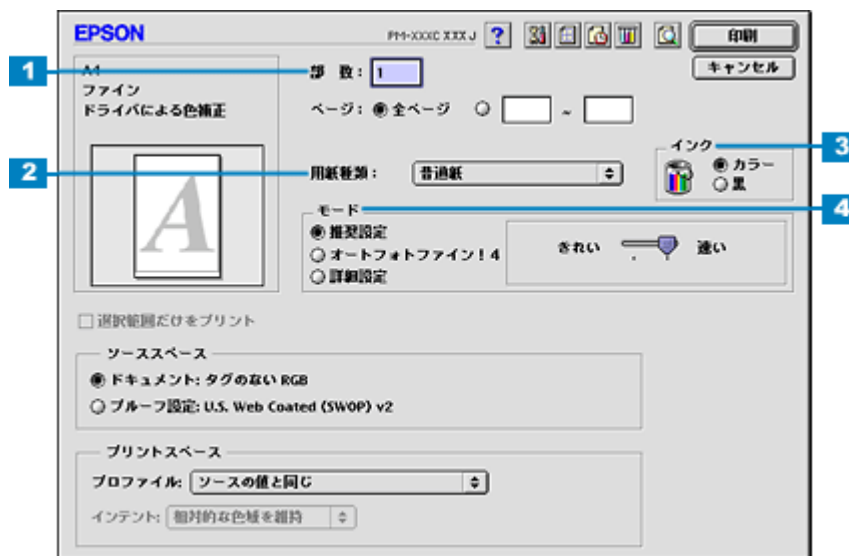 EPSON
PM-XXXC XXX J
?
印刷
1
部 数: 1
キャンセル
A4
ファイン
ドライバによる色補正
ページ: 全ページ ~
3
インク
カラー
黒
2
用紙種類: 普通紙
A
4
モード
推奨設定
オートフォトファイン!4
詳細設定
きれい 速い
選択範囲だけをプリント
ソーススペース
ドキュメント: タグのない RGB
プルーフ設定: U.S. Web Coated (SWOP) v2
プリントスペース
プロファイル: ソースの値と同じ
インテント: 相対的な色域を維持